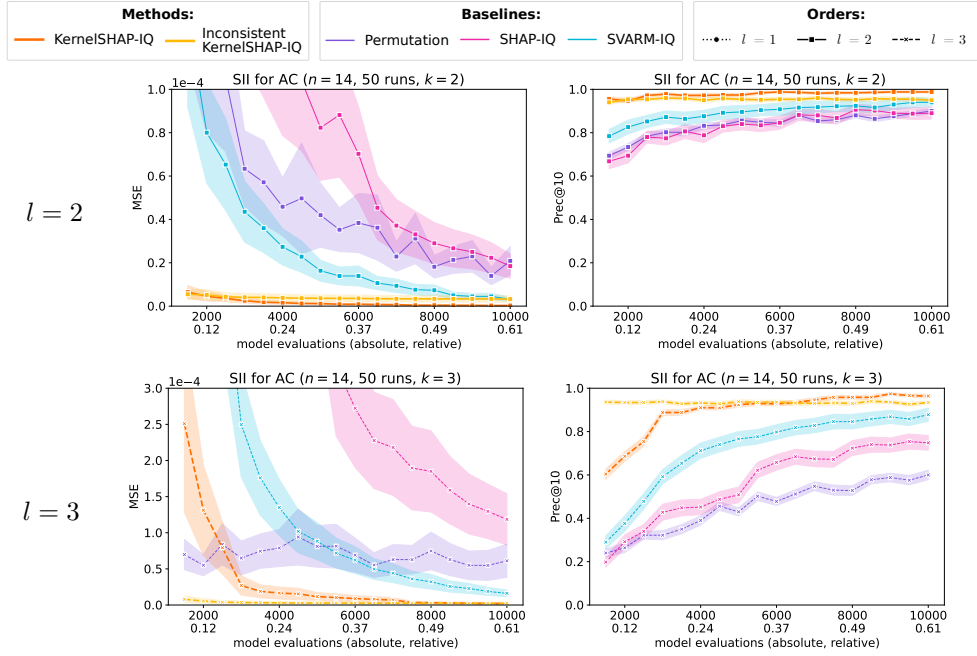 Methods:
KernelSHAP-IQ
Inconsistent
KernelSHAP-IQ
Baselines:
Permutation
SHAP-IQ
SVARM-IQ
Orders:
l = 1
l = 2
l = 3
l = 2
SII for AC (n = 14, 50 runs, k = 2)
1e−4
MSE
1.0
0.8
0.6
0.4
0.2
0.0
2000 4000 6000 8000 10000
0.12 0.24 0.37 0.49 0.61
model evaluations (absolute, relative)
SII for AC (n = 14, 50 runs, k = 2)
Prec@10
1.0
0.8
0.6
0.4
0.2
0.0
2000 4000 6000 8000 10000
0.12 0.24 0.37 0.49 0.61
model evaluations (absolute, relative)
l = 3
SII for AC (n = 14, 50 runs, k = 3)
1e−4
MSE
3.0
2.5
2.0
1.5
1.0
0.5
0.0
2000 4000 6000 8000 10000
0.12 0.24 0.37 0.49 0.61
model evaluations (absolute, relative)
SII for AC (n = 14, 50 runs, k = 3)
Prec@10
1.0
0.8
0.6
0.4
0.2
0.0
2000 4000 6000 8000 10000
0.12 0.24 0.37 0.49 0.61
model evaluations (absolute, relative)